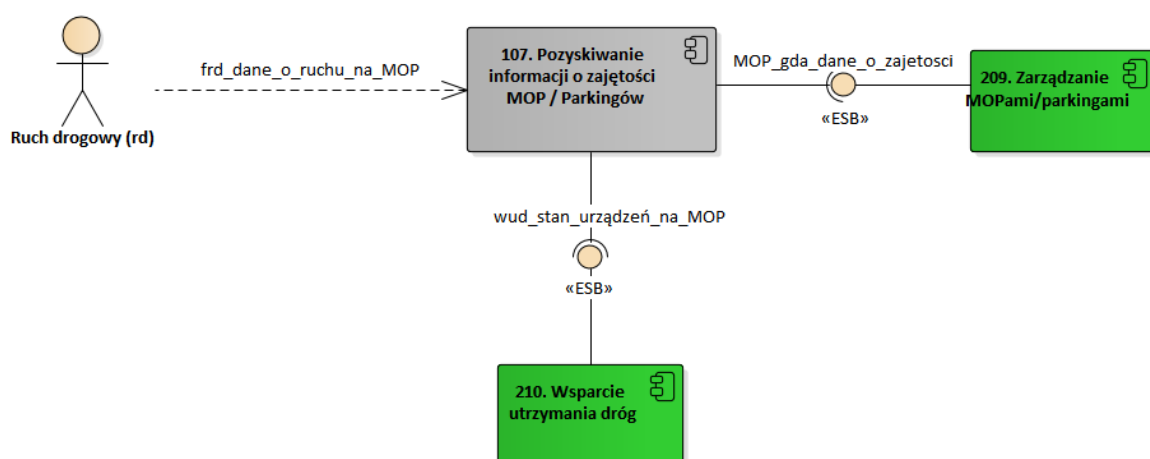 107. Pozyskiwanie
informacji o zajętości
MOP / Parkingów
frd_dane_o_ruchu_na_MOP
MOP_gda_dane_o_zajetosci
«ESB»
209. Zarządzanie
MOPami/parkingami
Ruch drogowy (rd)
wud_stan_urządzeń_na_MOP
«ESB»
210. Wsparcie
utrzymania dróg